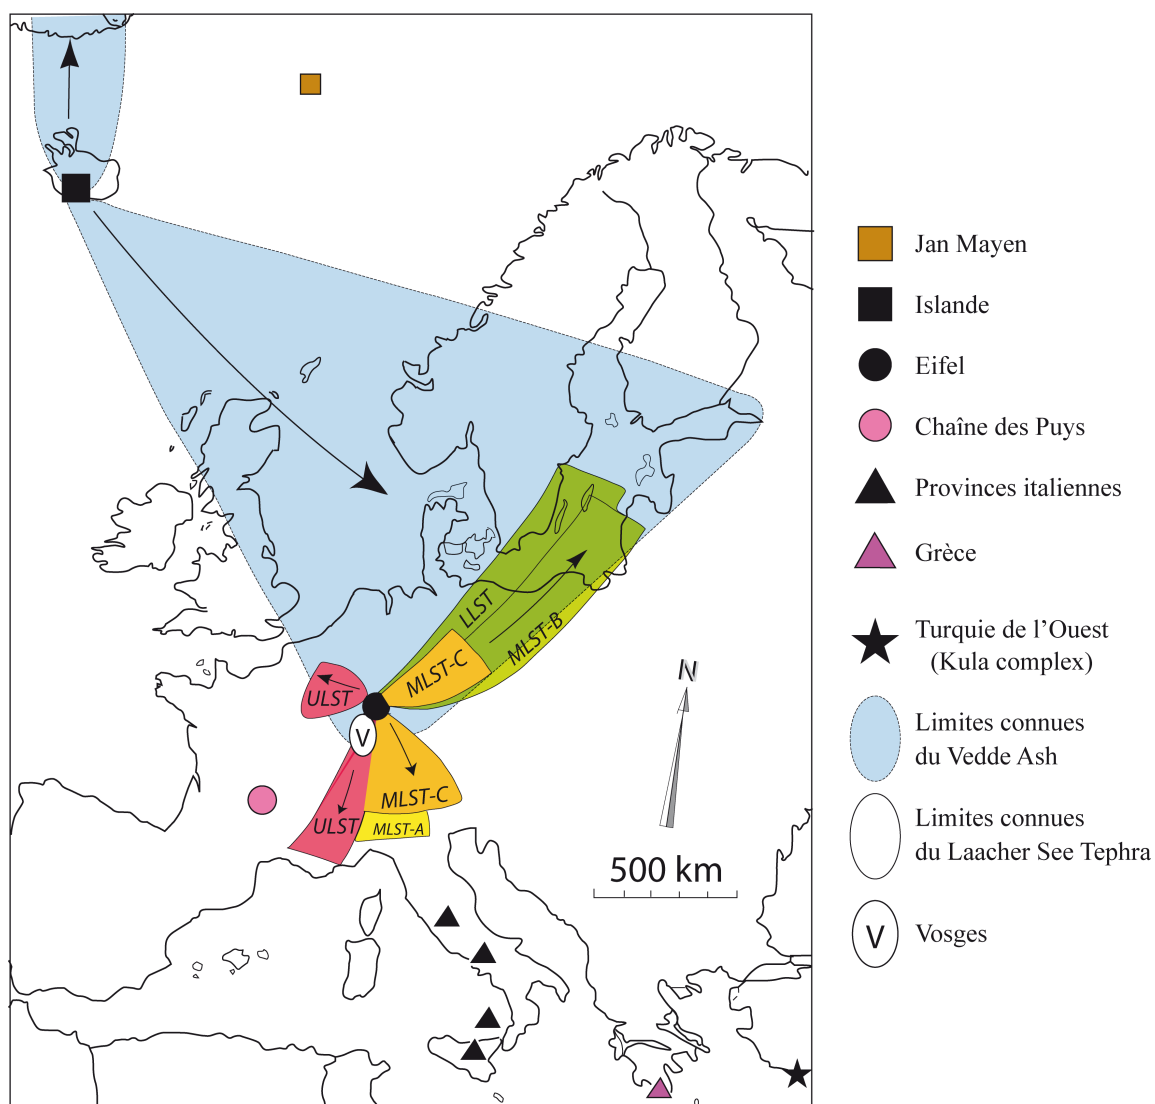 LLST
MLST-B
MLST-C
ULST
V
MLST-C
ULST
MLST-A
N
500 km
Jan Mayen
Islande
Eifel
Chaîne des Puys
Provinces italiennes
Grèce
Turquie de l’Ouest
(Kula complex)
Limites connues
du Vedde Ash
Limites connues
du Laacher See Tephra
V
Vosges